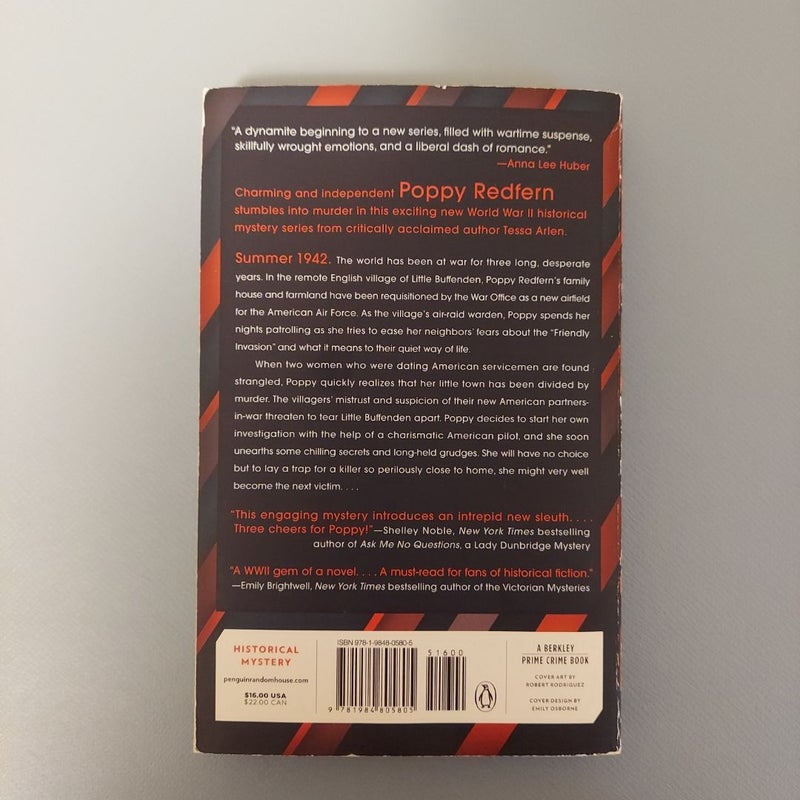 "A dynamite beginning to a new series, filled with wartime suspense,
skillfully wrought emotions, and a liberal dash of romance."
—Anna Lee Huber
Charming and independent Poppy Redfern
stumbles into murder in this exciting new World War II historical
mystery series from critically acclaimed author Tessa Arlen.
Summer 1942. The world has been at war for three long, desperate
years. In the remote English village of Little Buffenden, Poppy Redfern's family
house and farmland have been requisitioned by the War Office as a new airfield
for the American Air Force. As the village's air-raid warden, Poppy spends her
nights patrolling as she tries to ease her neighbors' fears about the "Friendly
Invasion" and what it means to their quiet way of life.
When two women who were dating American servicemen are found
strangled, Poppy quickly realizes that her little town has been divided by
murder. The villagers' mistrust and suspicion of their new American partners-
in-war threaten to tear Little Buffenden apart. Poppy decides to start her own
investigation with the help of a charismatic American pilot, and she soon
unearths some chilling secrets and long-held grudges. She will have no choice
but to lay a trap for a killer so perilously close to home, she might very well
become the next victim. . . .
"This engaging mystery introduces an intrepid new sleuth. . . .
Three cheers for Poppy!"—Shelley Noble, New York Times bestselling
author of Ask Me No Questions, a Lady Dunbridge Mystery
"A WWII gem of a novel. . . . A must-read for fans of historical fiction."
—Emily Brightwell, New York Times bestselling author of the Victorian Mysteries
HISTORICAL
MYSTERY
penguinrandomhouse.com
$16.00 USA
$22.00 CAN
ISBN 978-1-9848-0580-5
51600
9 781984 805805
A BERKLEY
PRIME CRIME BOOK
COVER ART BY
ROBERT RODRIGUEZ
COVER DESIGN BY
EMILY OSBORNE